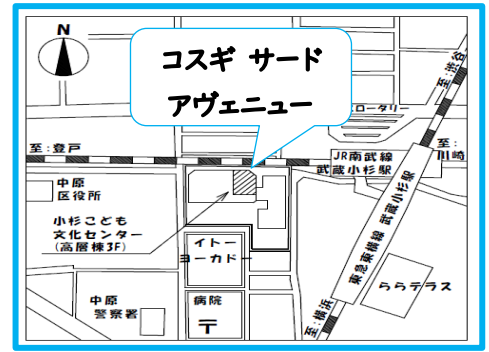 N
コスギ サード
アヴェニュー
至:渋谷
ロータリー
至:登戸
JR南武線
武蔵小杉駅
至:
川崎
中原
区役所
小杉こども
文化センター
(高層棟3F)
東急東横線 武蔵小杉駅
イトー
ヨーカドー
ららテラス
中原
警察署
病院
〒
至:横浜